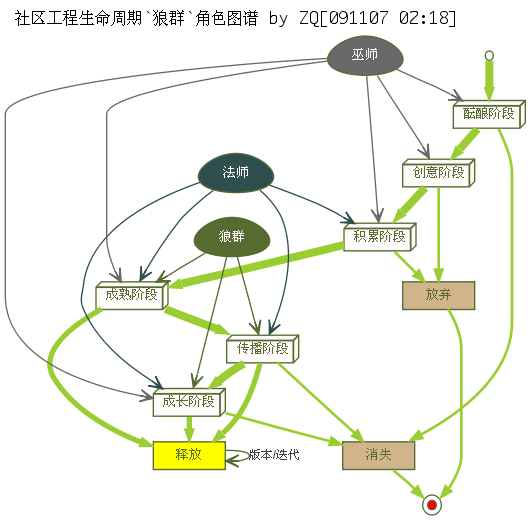 社区工程生命周期`狼群`角色图谱 by ZQ[091107 02:18]
巫师
酝酿阶段
法师
创意阶段
狼群
积累阶段
成熟阶段
放弃
传播阶段
成长阶段
释放
版本/迭代
消失